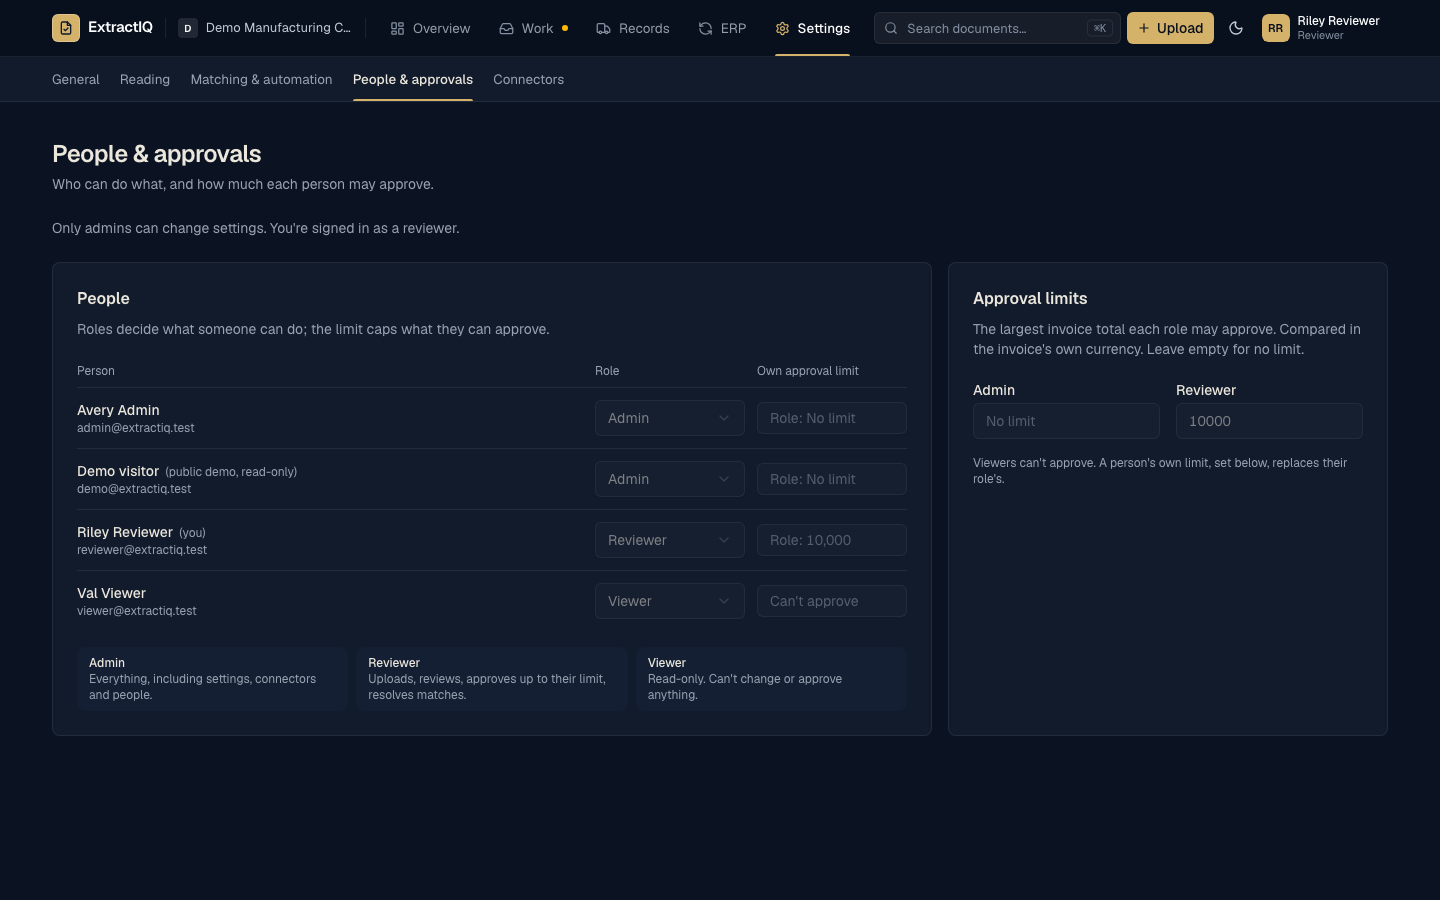 ExtractIQ
D Demo Manufacturing C...
Overview
Work
Records
ERP
Settings
Search documents...
⌘K
Upload
RR
Riley Reviewer
Reviewer
General
Reading
Matching & automation
People & approvals
Connectors
People & approvals
Who can do what, and how much each person may approve.
Only admins can change settings. You're signed in as a reviewer.
People
Roles decide what someone can do; the limit caps what they can approve.
Person Role Own approval limit
Avery Admin
admin@extractiq.test
Admin
Role: No limit
Demo visitor (public demo, read-only)
demo@extractiq.test
Admin
Role: No limit
Riley Reviewer (you)
reviewer@extractiq.test
Reviewer
Role: 10,000
Val Viewer
viewer@extractiq.test
Viewer
Can't approve
Admin
Everything, including settings, connectors
and people.
Reviewer
Uploads, reviews, approves up to their limit,
resolves matches.
Viewer
Read-only. Can't change or approve
anything.
Approval limits
The largest invoice total each role may approve. Compared in
the invoice's own currency. Leave empty for no limit.
Admin
No limit
Reviewer
10000
Viewers can't approve. A person's own limit, set below, replaces their
role's.